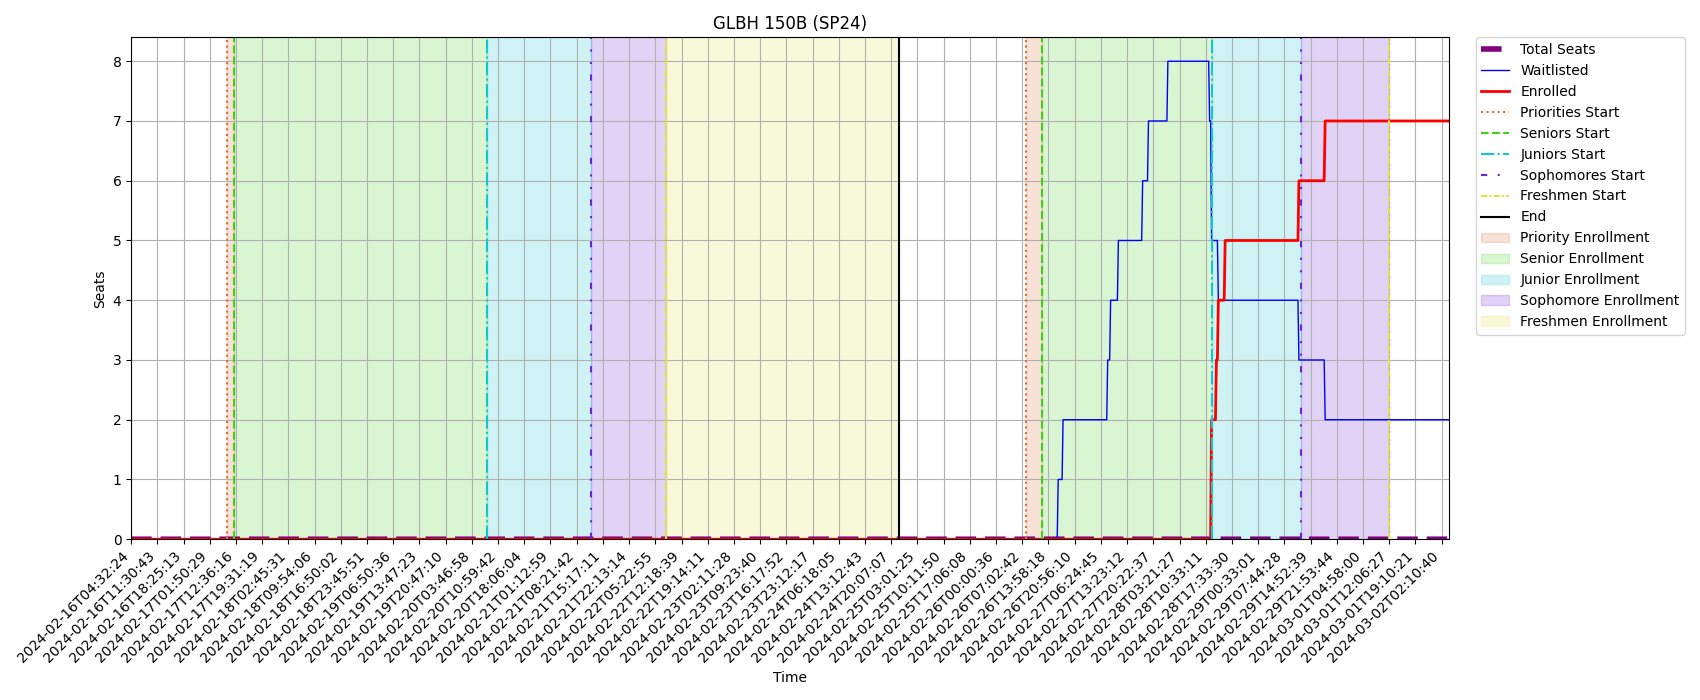 GLBH 150B (SP24)
Seats
8
7
6
5
4
3
2
1
0
2024-02-16T04:32:24
2024-02-16T11:30:43
2024-02-16T18:25:13
2024-02-17T01:50:29
2024-02-17T12:36:16
2024-02-17T19:31:19
2024-02-18T02:45:31
2024-02-18T09:54:06
2024-02-18T16:50:02
2024-02-18T23:45:51
2024-02-19T06:50:36
2024-02-19T13:47:23
2024-02-19T20:47:10
2024-02-20T03:46:58
2024-02-20T10:59:42
2024-02-20T18:06:04
2024-02-21T01:12:59
2024-02-21T08:21:42
2024-02-21T15:17:11
2024-02-21T22:13:14
2024-02-22T05:22:55
2024-02-22T12:18:39
2024-02-22T19:14:11
2024-02-23T02:11:28
2024-02-23T09:23:40
2024-02-23T16:17:52
2024-02-23T23:12:17
2024-02-24T06:18:05
2024-02-24T13:12:43
2024-02-24T20:07:07
2024-02-25T03:01:25
2024-02-25T10:11:50
2024-02-25T17:06:08
2024-02-26T00:00:36
2024-02-26T07:02:42
2024-02-26T13:58:18
2024-02-26T20:56:10
2024-02-27T06:24:45
2024-02-27T13:23:12
2024-02-27T20:22:37
2024-02-28T03:21:27
2024-02-28T10:33:11
2024-02-28T17:33:30
2024-02-29T00:33:01
2024-02-29T07:44:28
2024-02-29T14:52:39
2024-02-29T21:53:44
2024-03-01T04:58:00
2024-03-01T12:06:27
2024-03-01T19:10:21
2024-03-02T02:10:40
Time
Total Seats
Waitlisted
Enrolled
Priorities Start
Seniors Start
Juniors Start
Sophomores Start
Freshmen Start
End
Priority Enrollment
Senior Enrollment
Junior Enrollment
Sophomore Enrollment
Freshmen Enrollment